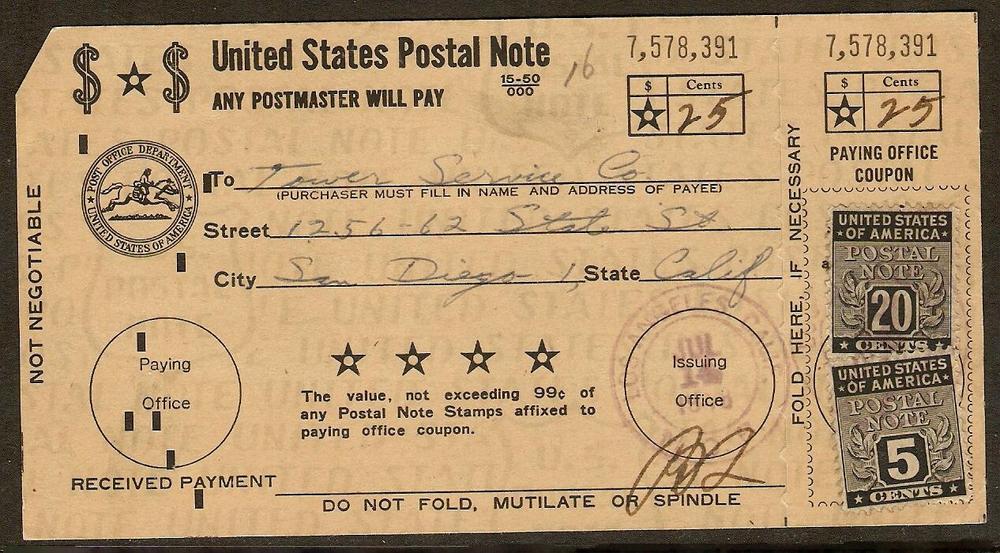 $ ★ $
United States Postal Note
15-50
000
16
ANY POSTMASTER WILL PAY
7,578,391
$ Cents
★ 25
7,578,391
$ Cents
★ 25
PAYING OFFICE
COUPON
POST OFFICE DEPARTMENT
★ UNITED STATES OF AMERICA ★
To Tower Service Co.
(PURCHASER MUST FILL IN NAME AND ADDRESS OF PAYEE)
Street 1256-62 State St.
City San Diego 1, State Calif
NOT NEGOTIABLE
FOLD HERE, IF NECESSARY
Paying
Office
★ ★ ★ ★
The value, not exceeding 99¢ of
any Postal Note Stamps affixed to
paying office coupon.
Issuing
Office
LOS ANGELES
RECEIVED PAYMENT
DO NOT FOLD, MUTILATE OR SPINDLE
UNITED STATES
★ OF AMERICA ★
POSTAL
NOTE
20
★ CENTS ★
UNITED STATES
★ OF AMERICA ★
POSTAL
NOTE
5
★ CENTS ★